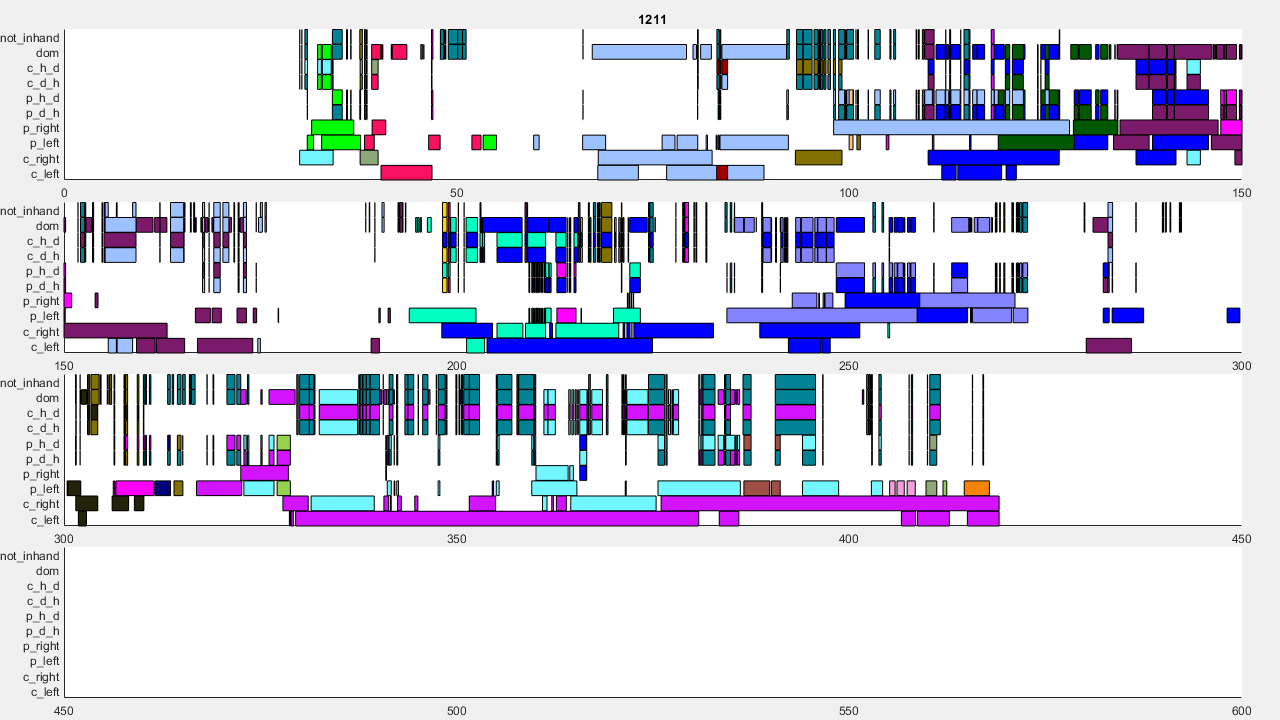 1211
not_inhand
dom
c_h_d
c_d_h
p_h_d
p_d_h
p_right
p_left
c_right
c_left
0 50 100 150
not_inhand
dom
c_h_d
c_d_h
p_h_d
p_d_h
p_right
p_left
c_right
c_left
150 200 250 300
not_inhand
dom
c_h_d
c_d_h
p_h_d
p_d_h
p_right
p_left
c_right
c_left
300 350 400 450
not_inhand
dom
c_h_d
c_d_h
p_h_d
p_d_h
p_right
p_left
c_right
c_left
450 500 550 600